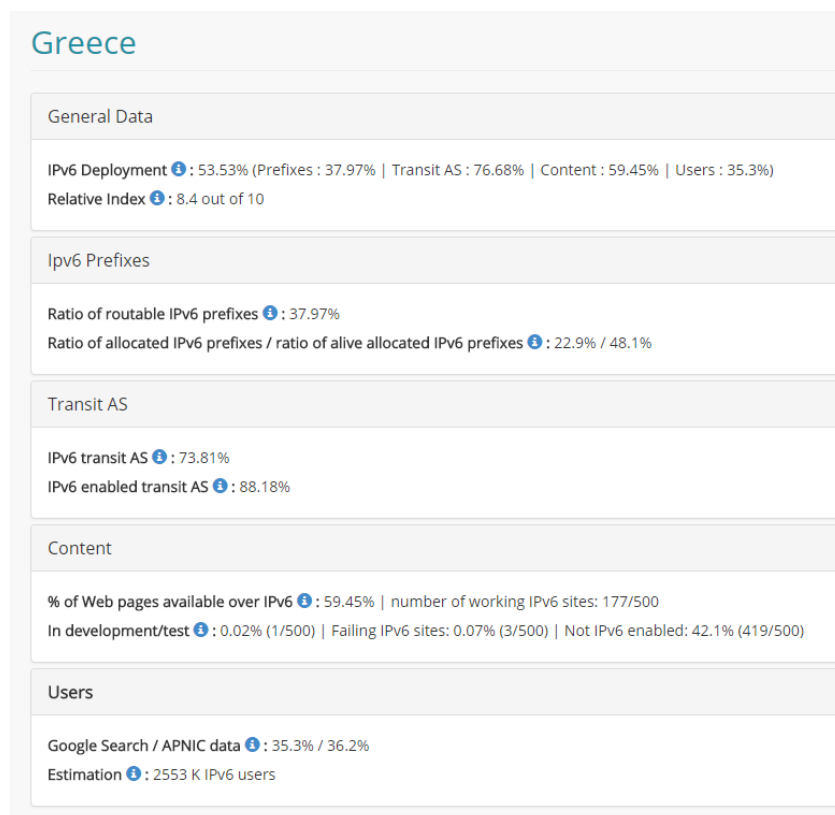 Greece
General Data
IPv6 Deployment : 53.53% (Prefixes : 37.97% | Transit AS : 76.68% | Content : 59.45% | Users : 35.3%)
Relative Index : 8.4 out of 10
Ipv6 Prefixes
Ratio of routable IPv6 prefixes : 37.97%
Ratio of allocated IPv6 prefixes / ratio of alive allocated IPv6 prefixes : 22.9% / 48.1%
Transit AS
IPv6 transit AS : 73.81%
IPv6 enabled transit AS : 88.18%
Content
% of Web pages available over IPv6 : 59.45% | number of working IPv6 sites: 177/500
In development/test : 0.02% (1/500) | Failing IPv6 sites: 0.07% (3/500) | Not IPv6 enabled: 42.1% (419/500)
Users
Google Search / APNIC data : 35.3% / 36.2%
Estimation : 2553 K IPv6 users